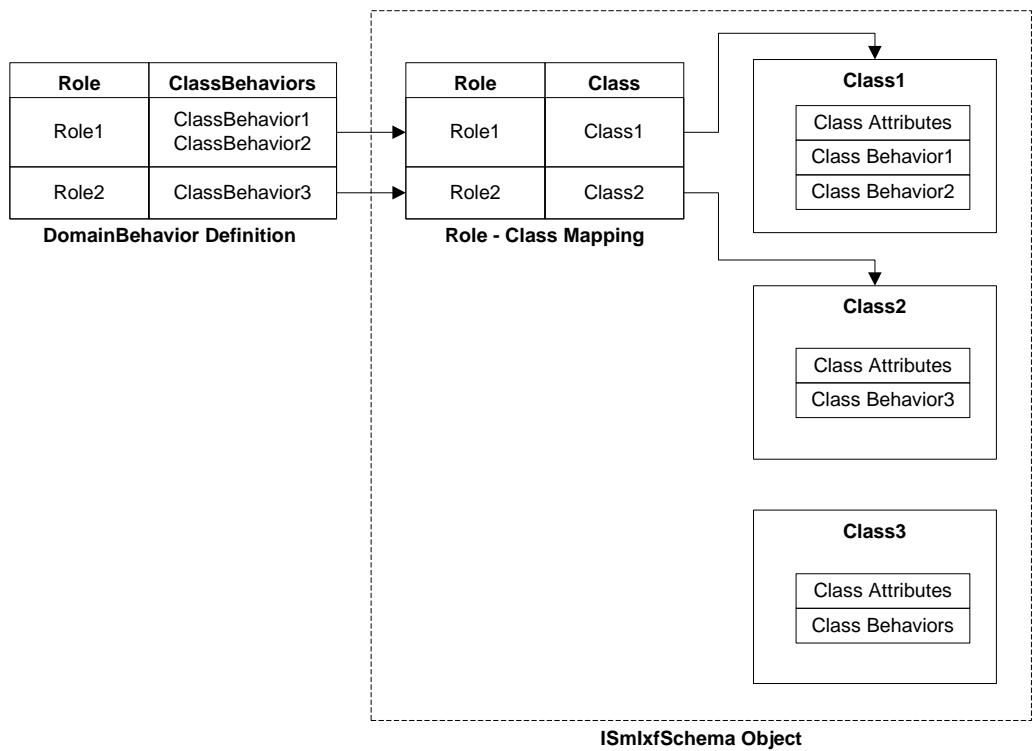 Role ClassBehaviors
Role1 ClassBehavior1
ClassBehavior2
Role2 ClassBehavior3
DomainBehavior Definition
Role Class
Role1 Class1
Role2 Class2
Role - Class Mapping
Class1
Class Attributes
Class Behavior1
Class Behavior2
Class2
Class Attributes
Class Behavior3
Class3
Class Attributes
Class Behaviors
ISmIxfSchema Object